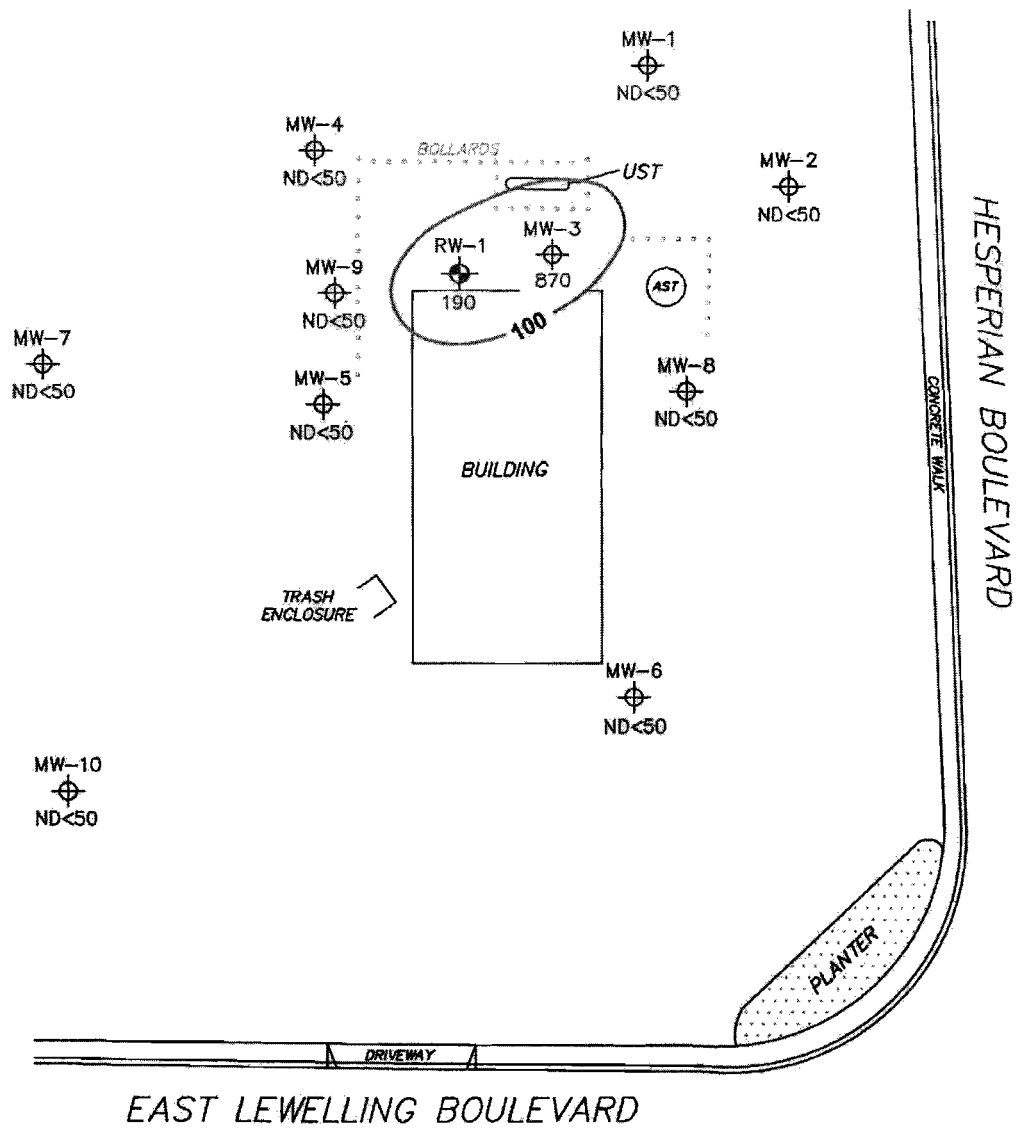 MW-1
ND<50
MW-4
ND<50
BOLLARDS
UST
MW-2
ND<50
MW-3
870
RW-1
190
MW-9
ND<50
AST
100
MW-7
ND<50
MW-5
ND<50
MW-8
ND<50
HESPERIAN BOULEVARD
CONCRETE WALK
BUILDING
TRASH
ENCLOSURE
MW-6
ND<50
MW-10
ND<50
PLANTER
DRIVEWAY
EAST LEWELLING BOULEVARD